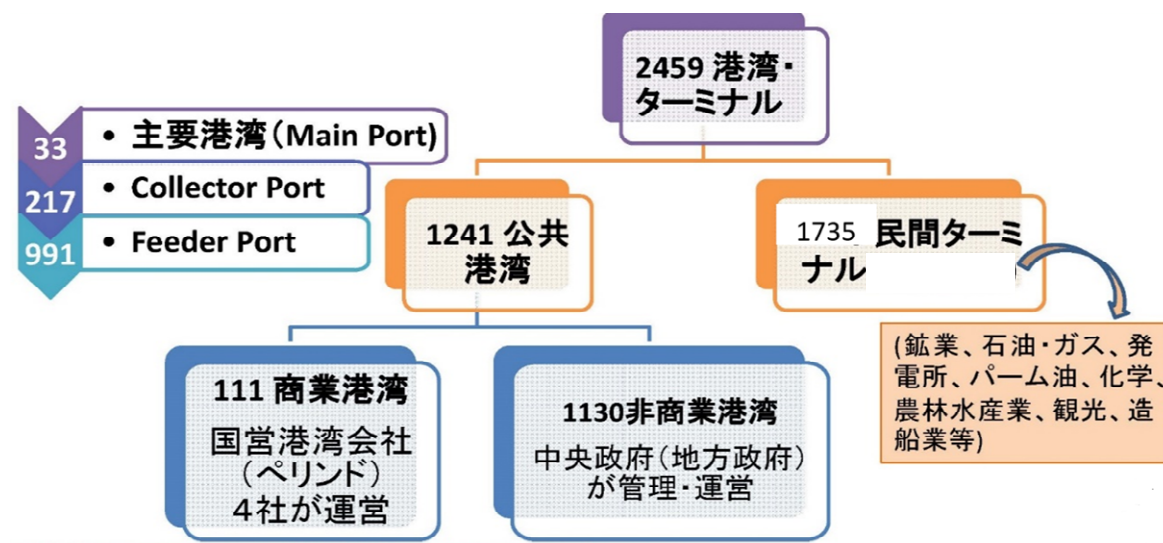 2459 港湾・
ターミナル
33
• 主要港湾(Main Port)
217
• Collector Port
991
• Feeder Port
1241 公共
港湾
1735 民間ターミ
ナル
(鉱業、石油・ガス、発
電所、パーム油、化学、
農林水産業、観光、造
船業等)
111 商業港湾
国営港湾会社
(ペリンド)
4社が運営
1130非商業港湾
中央政府(地方政府)
が管理・運営